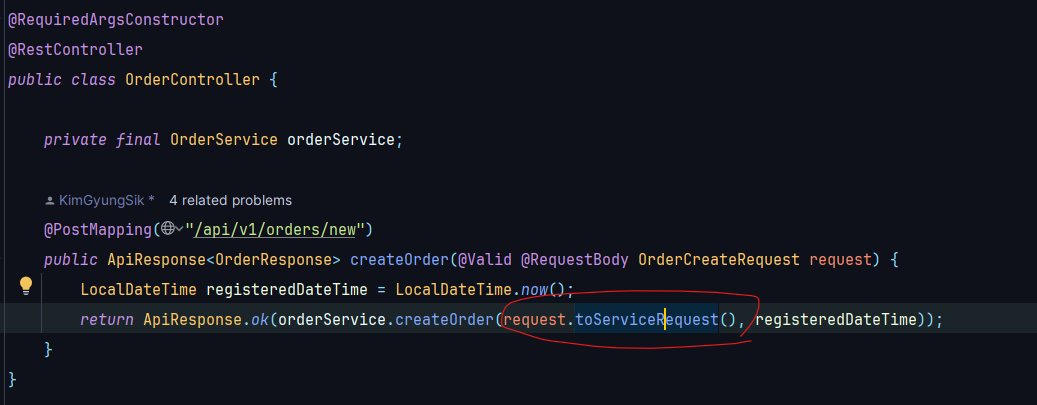 @RequiredArgsConstructor
@RestController
public class OrderController {
private final OrderService orderService;
KimGyungSik * 4 related problems
@PostMapping("/api/v1/orders/new")
public ApiResponse<OrderResponse> createOrder(@Valid @RequestBody OrderCreateRequest request) {
LocalDateTime registeredDateTime = LocalDateTime.now();
return ApiResponse.ok(orderService.createOrder(request.toServiceRequest(), registeredDateTime));
}
}